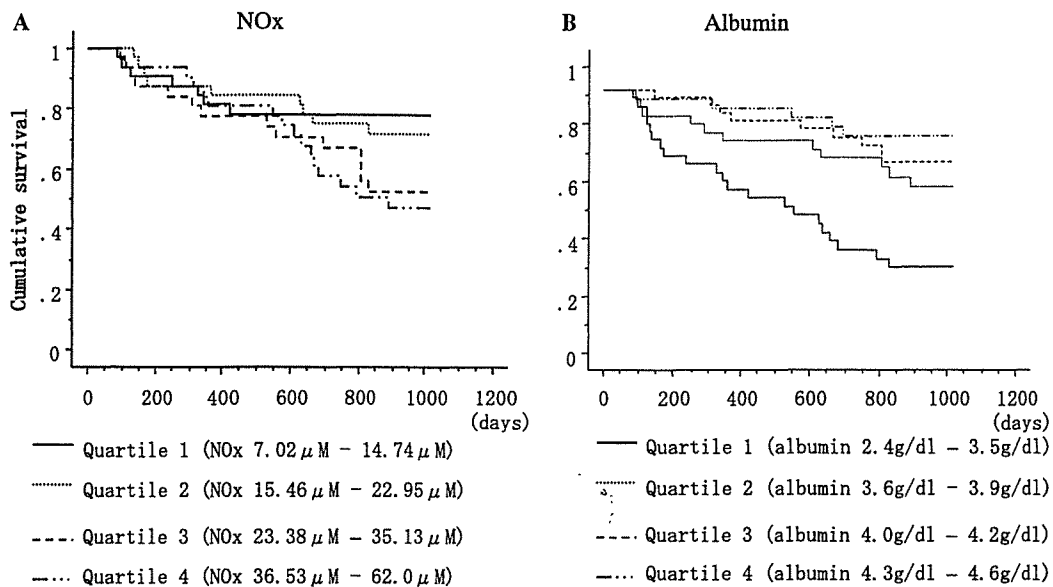 A NOx
Cumulative survival
1
.8
.6
.4
.2
0
0 200 400 600 800 1000 1200
(days)
Quartile 1 (NOx 7.02 μM - 14.74 μM)
Quartile 2 (NOx 15.46 μM - 22.95 μM)
Quartile 3 (NOx 23.38 μM - 35.13 μM)
Quartile 4 (NOx 36.53 μM - 62.0 μM)
B Albumin
1
.8
.6
.4
.2
0
0 200 400 600 800 1000 1200
(days)
Quartile 1 (albumin 2.4g/dl - 3.5g/dl)
Quartile 2 (albumin 3.6g/dl - 3.9g/dl)
Quartile 3 (albumin 4.0g/dl - 4.2g/dl)
Quartile 4 (albumin 4.3g/dl - 4.6g/dl)